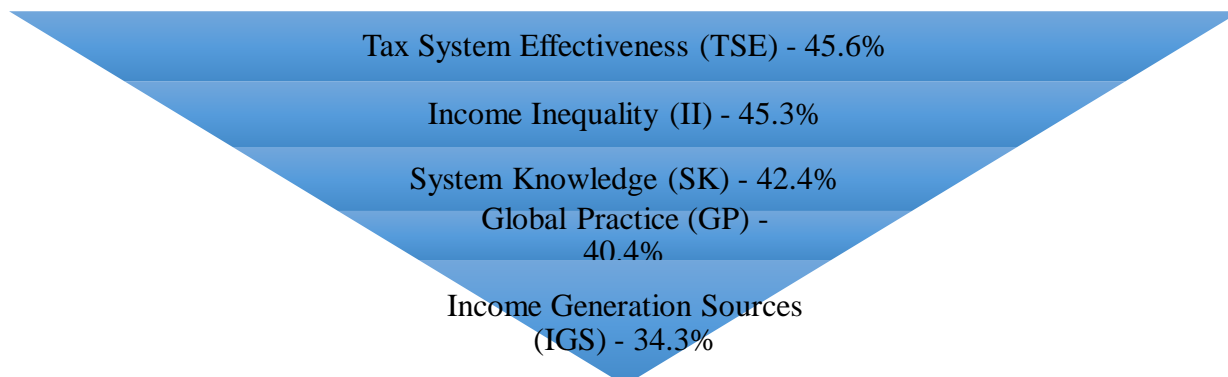 Tax System Effectiveness (TSE) - 45.6%
Income Inequality (II) - 45.3%
System Knowledge (SK) - 42.4%
Global Practice (GP) -
40.4%
Income Generation Sources
(IGS) - 34.3%